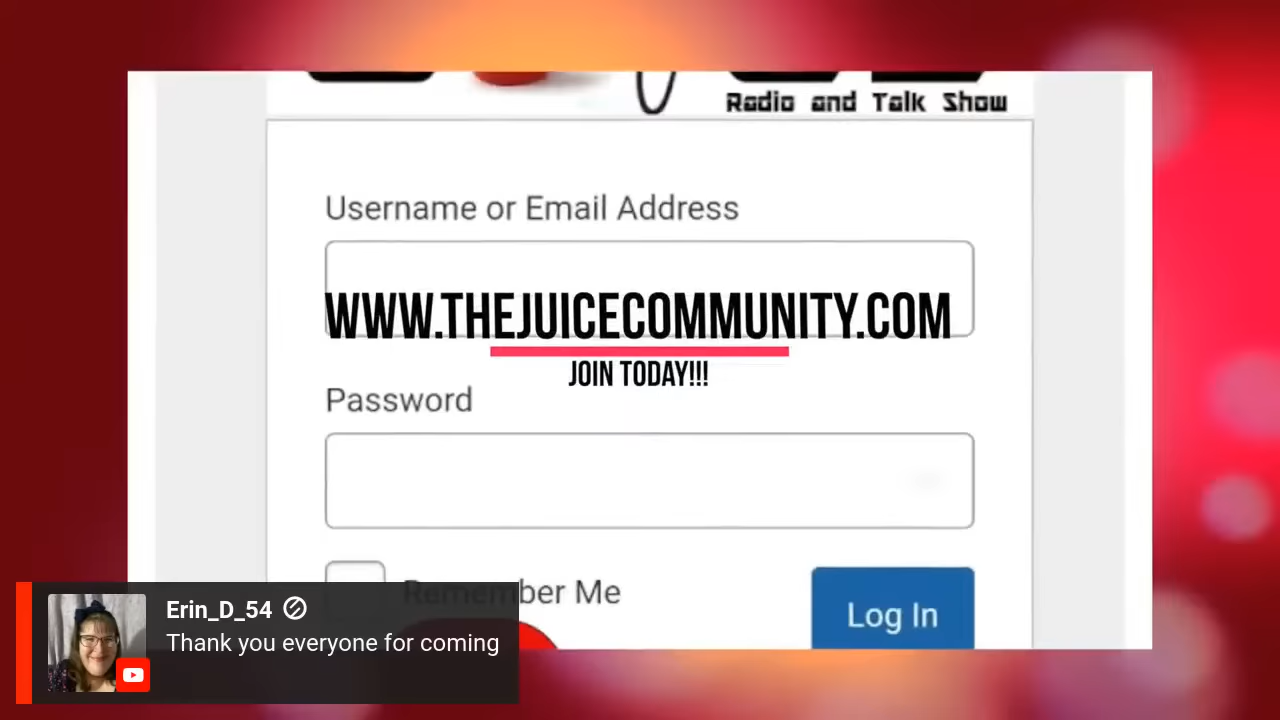 Radio and Talk Show
Username or Email Address
WWW.THEJUICECOMMUNITY.COM
JOIN TODAY!!!
Password
Remember Me
Log In
Erin_D_54
Thank you everyone for coming